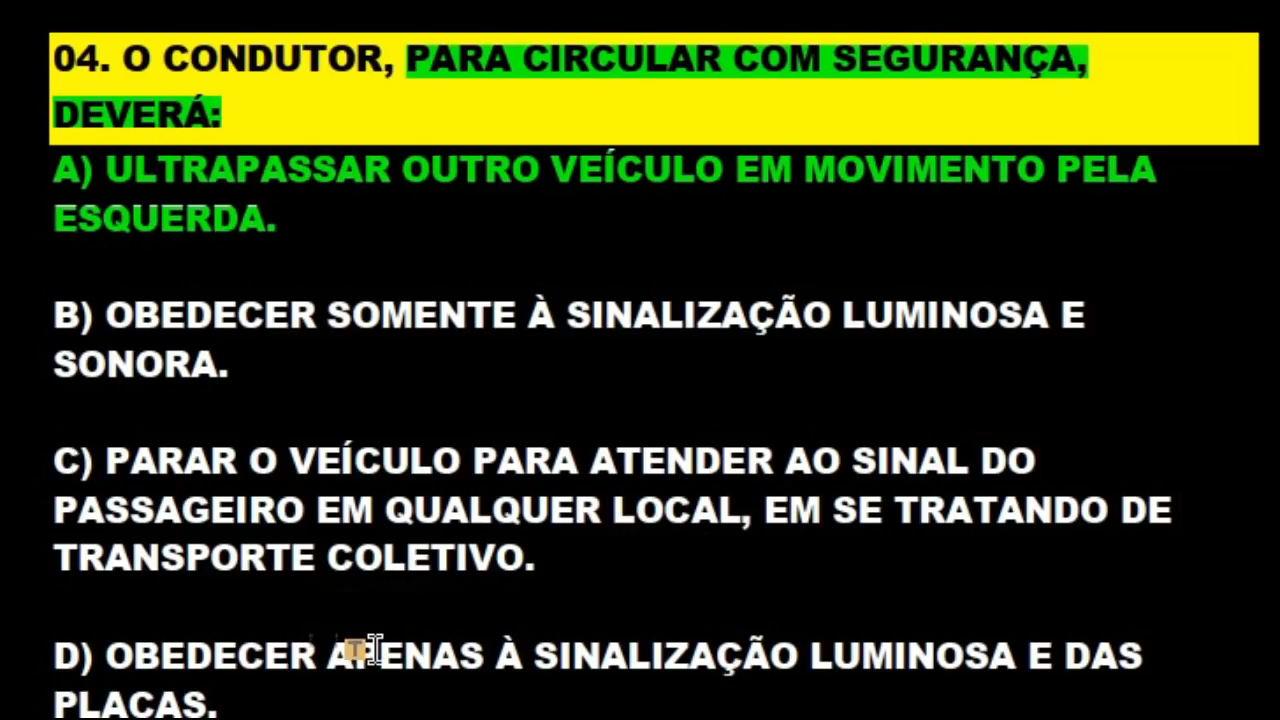 04. O CONDUTOR, PARA CIRCULAR COM SEGURANÇA,
DEVERÁ:
A) ULTRAPASSAR OUTRO VEÍCULO EM MOVIMENTO PELA
ESQUERDA.
B) OBEDECER SOMENTE À SINALIZAÇÃO LUMINOSA E
SONORA.
C) PARAR O VEÍCULO PARA ATENDER AO SINAL DO
PASSAGEIRO EM QUALQUER LOCAL, EM SE TRATANDO DE
TRANSPORTE COLETIVO.
D) OBEDECER APENAS À SINALIZAÇÃO LUMINOSA E DAS
PLACAS.